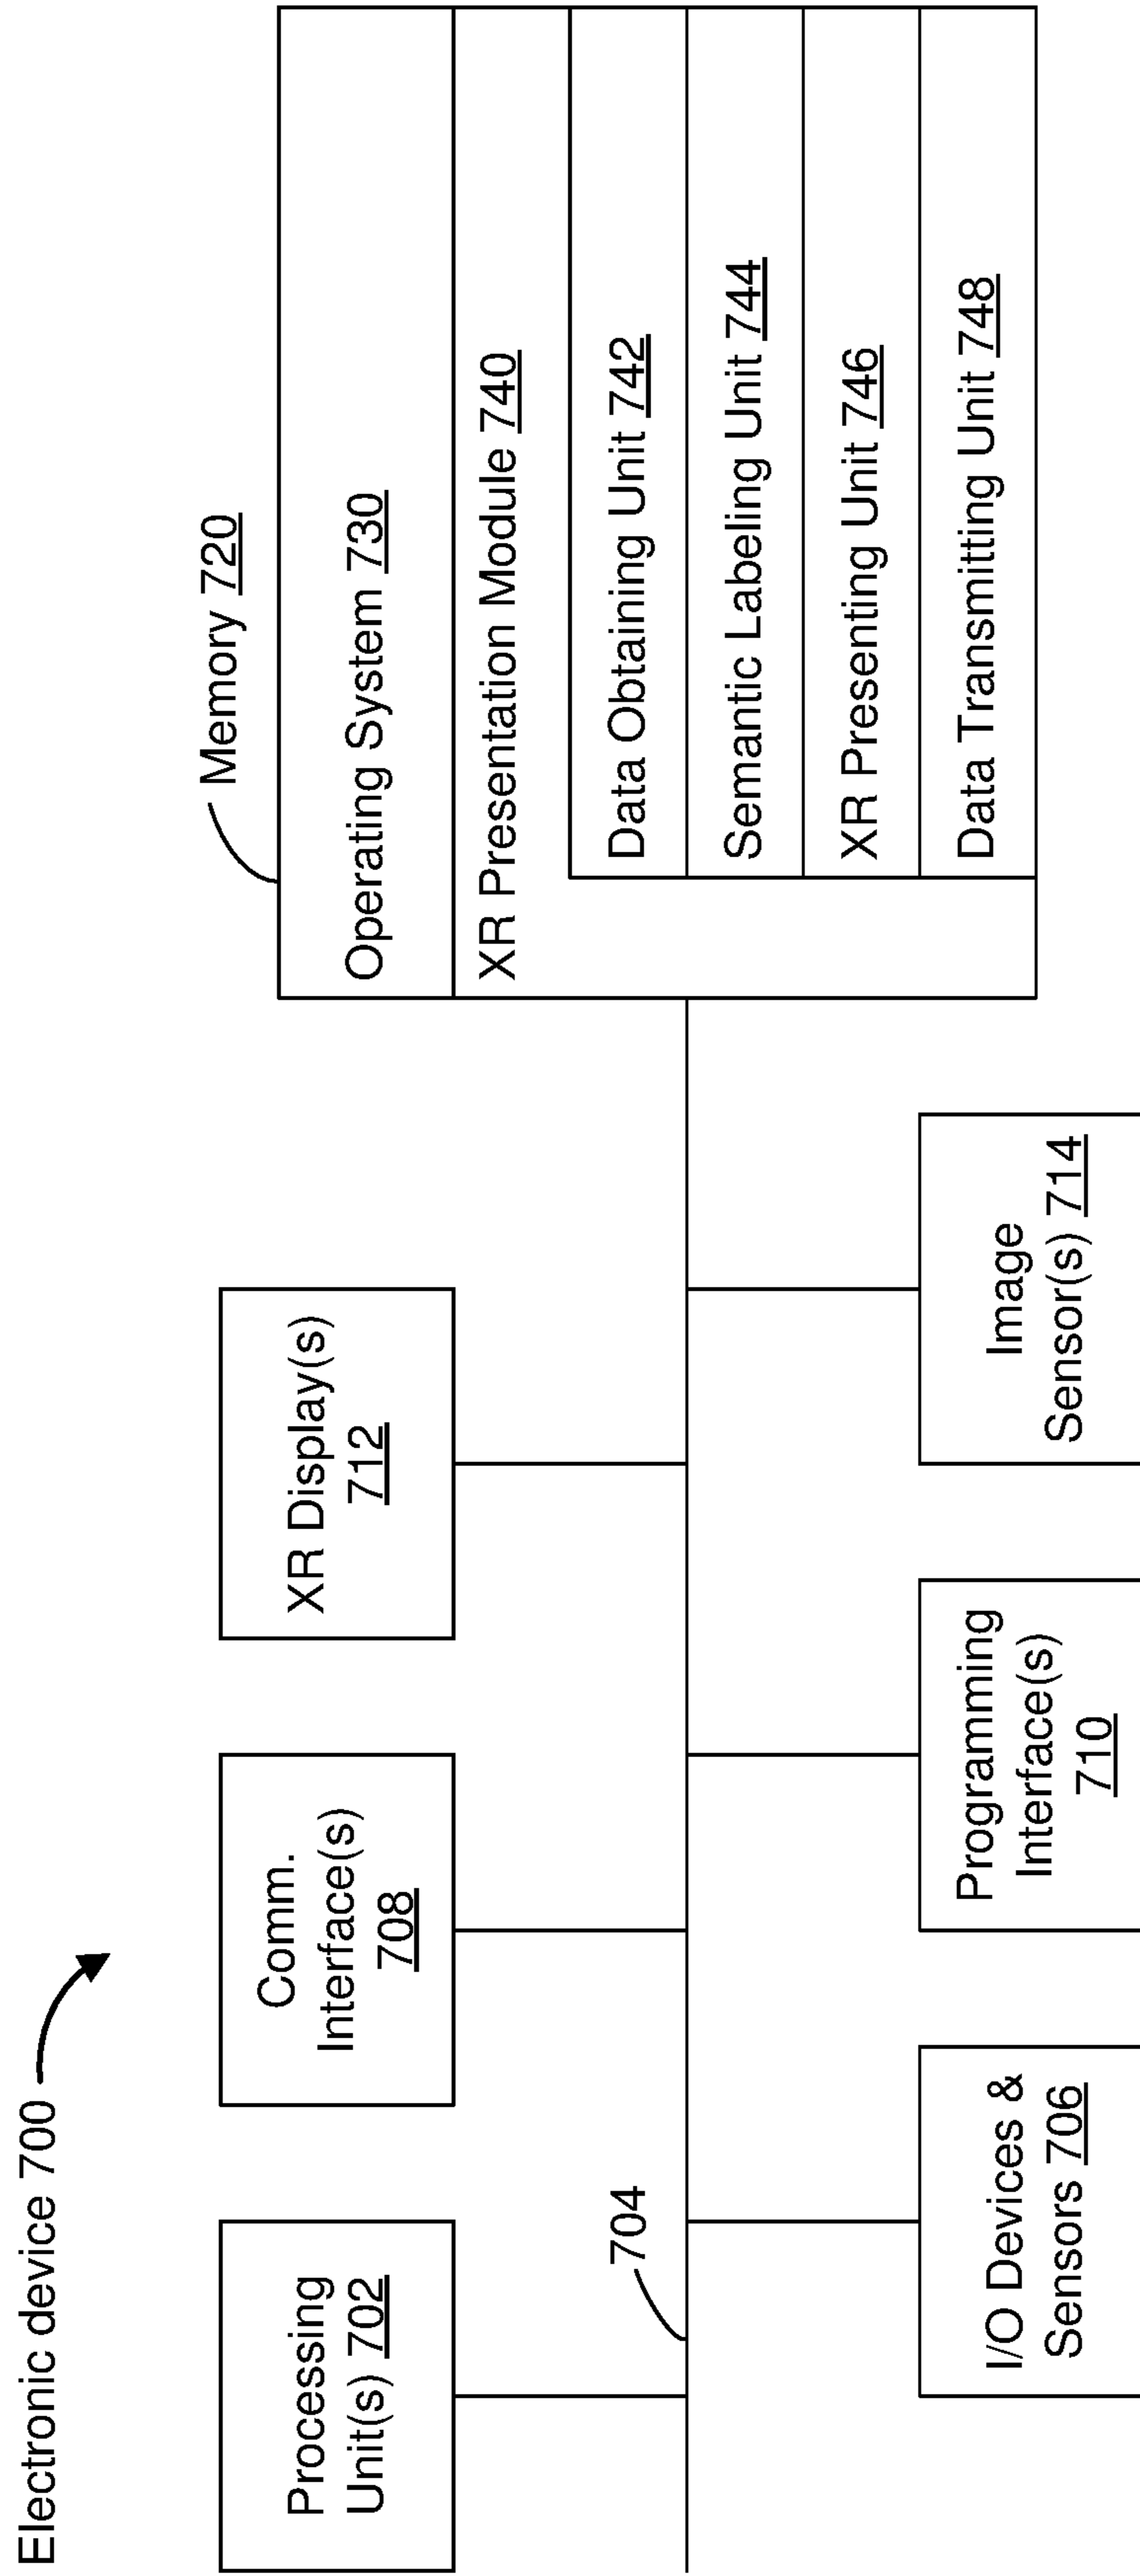 Electronic device 700
Processing
Unit(s) 702
Comm.
Interface(s)
708
XR Display(s)
712
704
I/O Devices &
Sensors 706
Programming
Interface(s)
710
Image
Sensor(s) 714
Memory 720
Operating System 730
XR Presentation Module 740
Data Obtaining Unit 742
Semantic Labeling Unit 744
XR Presenting Unit 746
Data Transmitting Unit 748